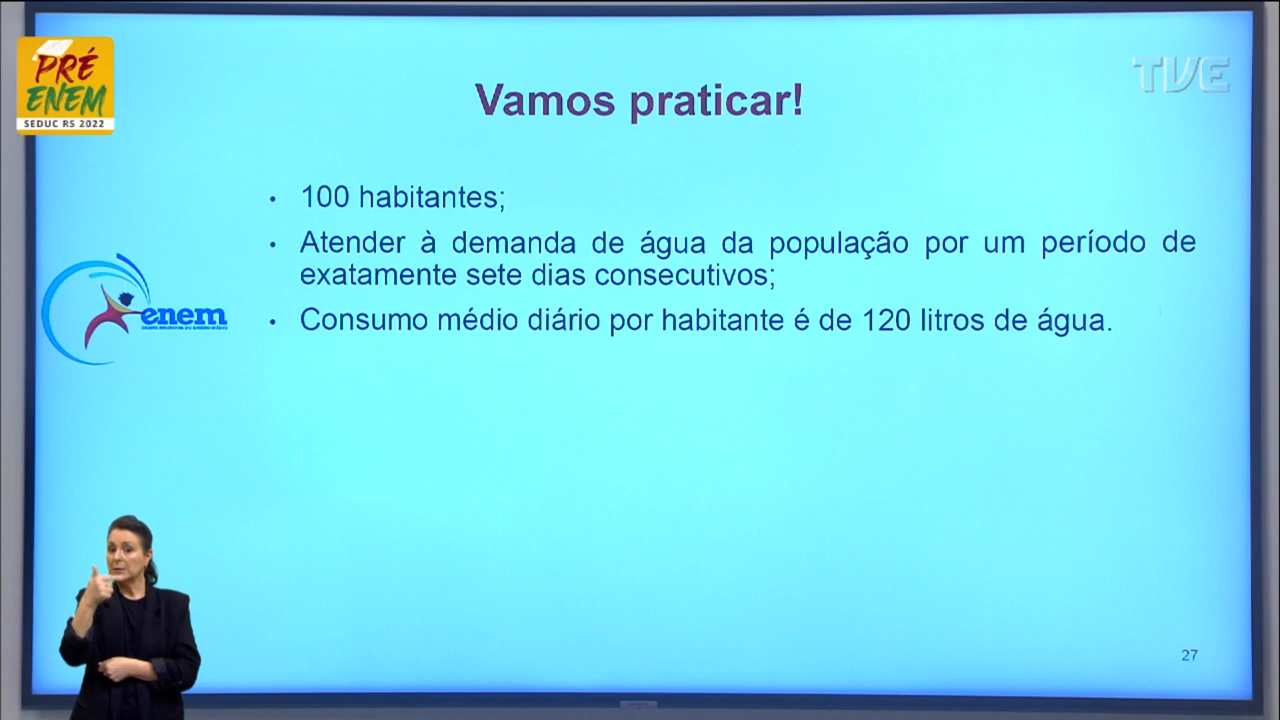 PRÉ
ENEM
SEDUC RS 2022
TVE
Vamos praticar!
• 100 habitantes;
• Atender à demanda de água da população por um período de
exatamente sete dias consecutivos;
• Consumo médio diário por habitante é de 120 litros de água.
enem
27